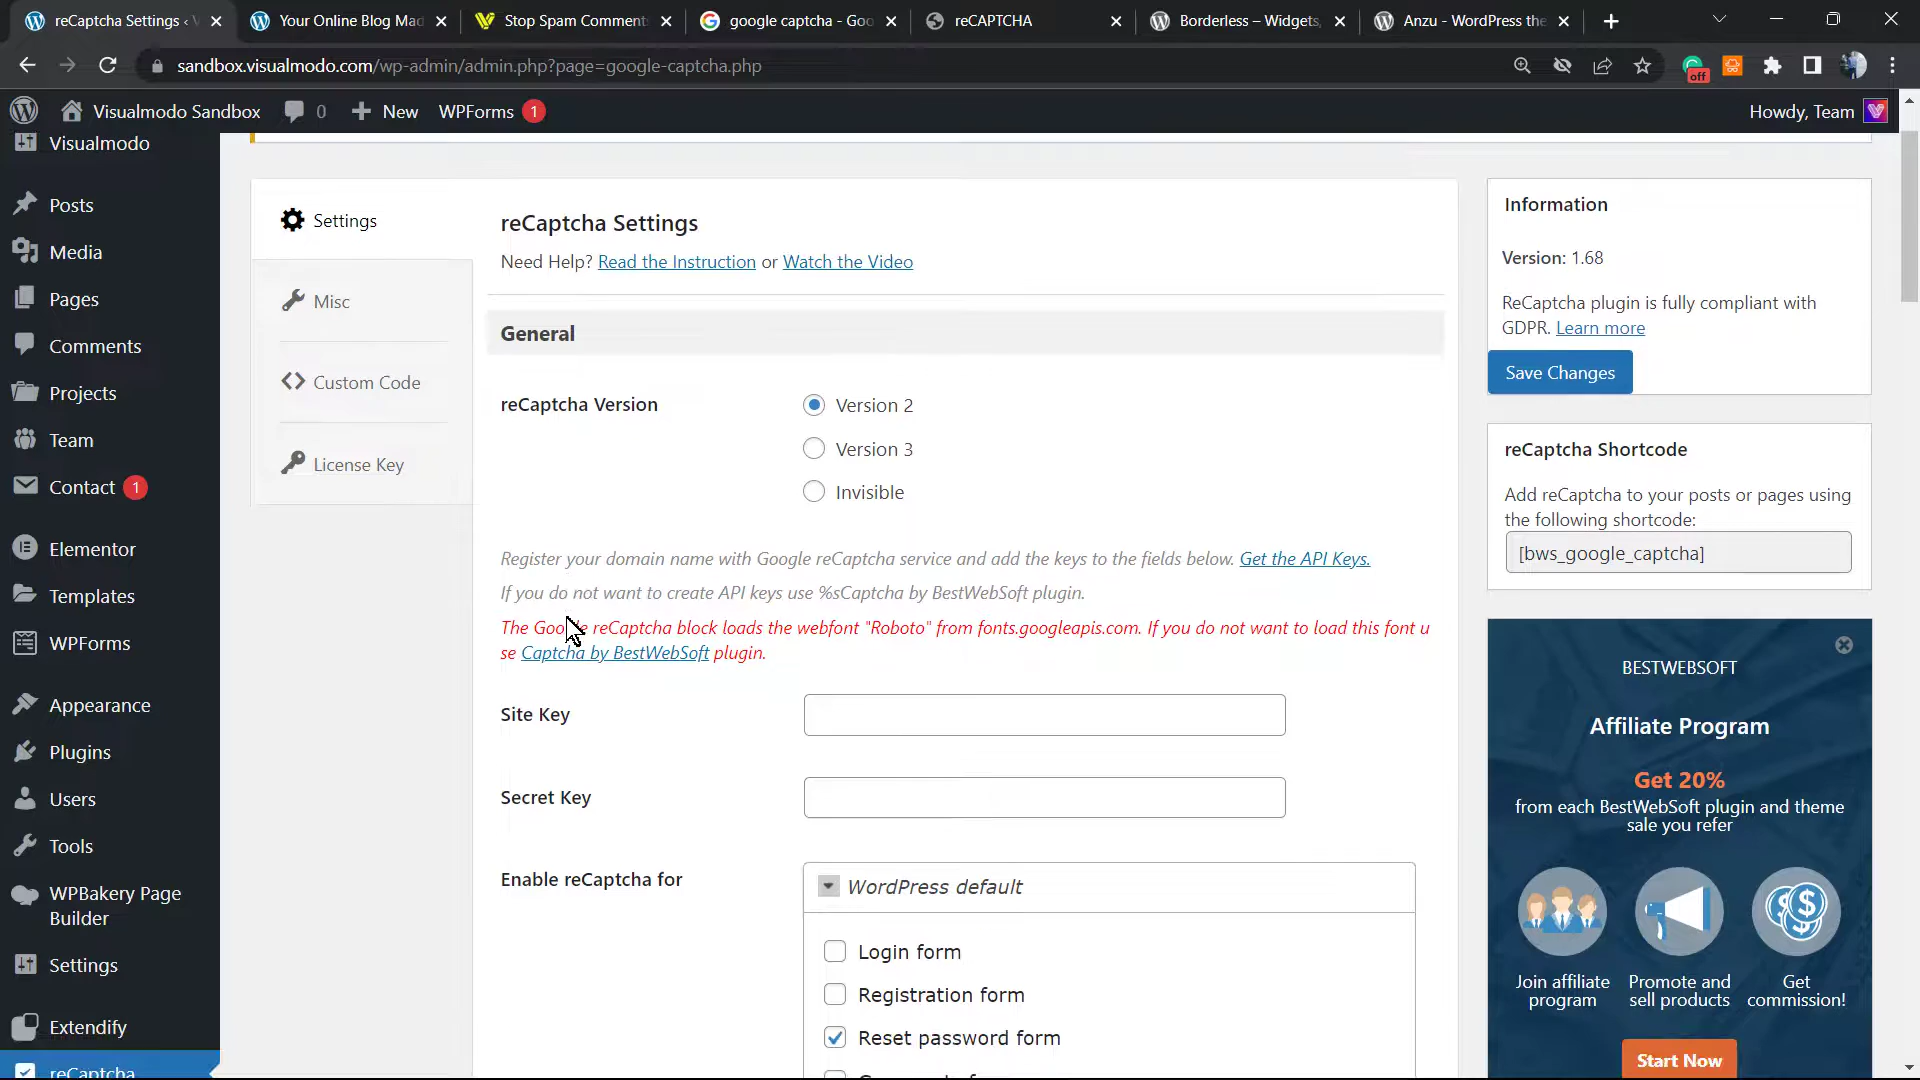 reCaptcha Settings ‹ V
Your Online Blog Mad
Stop Spam Comment
google captcha - Goo
reCAPTCHA
Borderless – Widgets,
Anzu - WordPress the
sandbox.visualmodo.com/wp-admin/admin.php?page=google-captcha.php
off
Visualmodo Sandbox
0
New
WPForms 1
Howdy, Team
Visualmodo
Posts
Media
Pages
Comments
Projects
Team
Contact 1
Elementor
Templates
WPForms
Appearance
Plugins
Users
Tools
WPBakery Page
Builder
Settings
Extendify
reCaptcha
Settings
Misc
Custom Code
License Key
reCaptcha Settings
Need Help? Read the Instruction or Watch the Video
General
reCaptcha Version
Version 2
Version 3
Invisible
Register your domain name with Google reCaptcha service and add the keys to the fields below. Get the API Keys.
If you do not want to create API keys use %sCaptcha by BestWebSoft plugin.
The Google reCaptcha block loads the webfont "Roboto" from fonts.googleapis.com. If you do not want to load this font u
se Captcha by BestWebSoft plugin.
Site Key
Secret Key
Enable reCaptcha for
WordPress default
Login form
Registration form
Reset password form
Information
Version: 1.68
ReCaptcha plugin is fully compliant with
GDPR. Learn more
Save Changes
reCaptcha Shortcode
Add reCaptcha to your posts or pages using
the following shortcode:
[bws_google_captcha]
BESTWEBSOFT
Affiliate Program
Get 20%
from each BestWebSoft plugin and theme
sale you refer
Join affiliate
program
Promote and
sell products
Get
commission!
Start Now